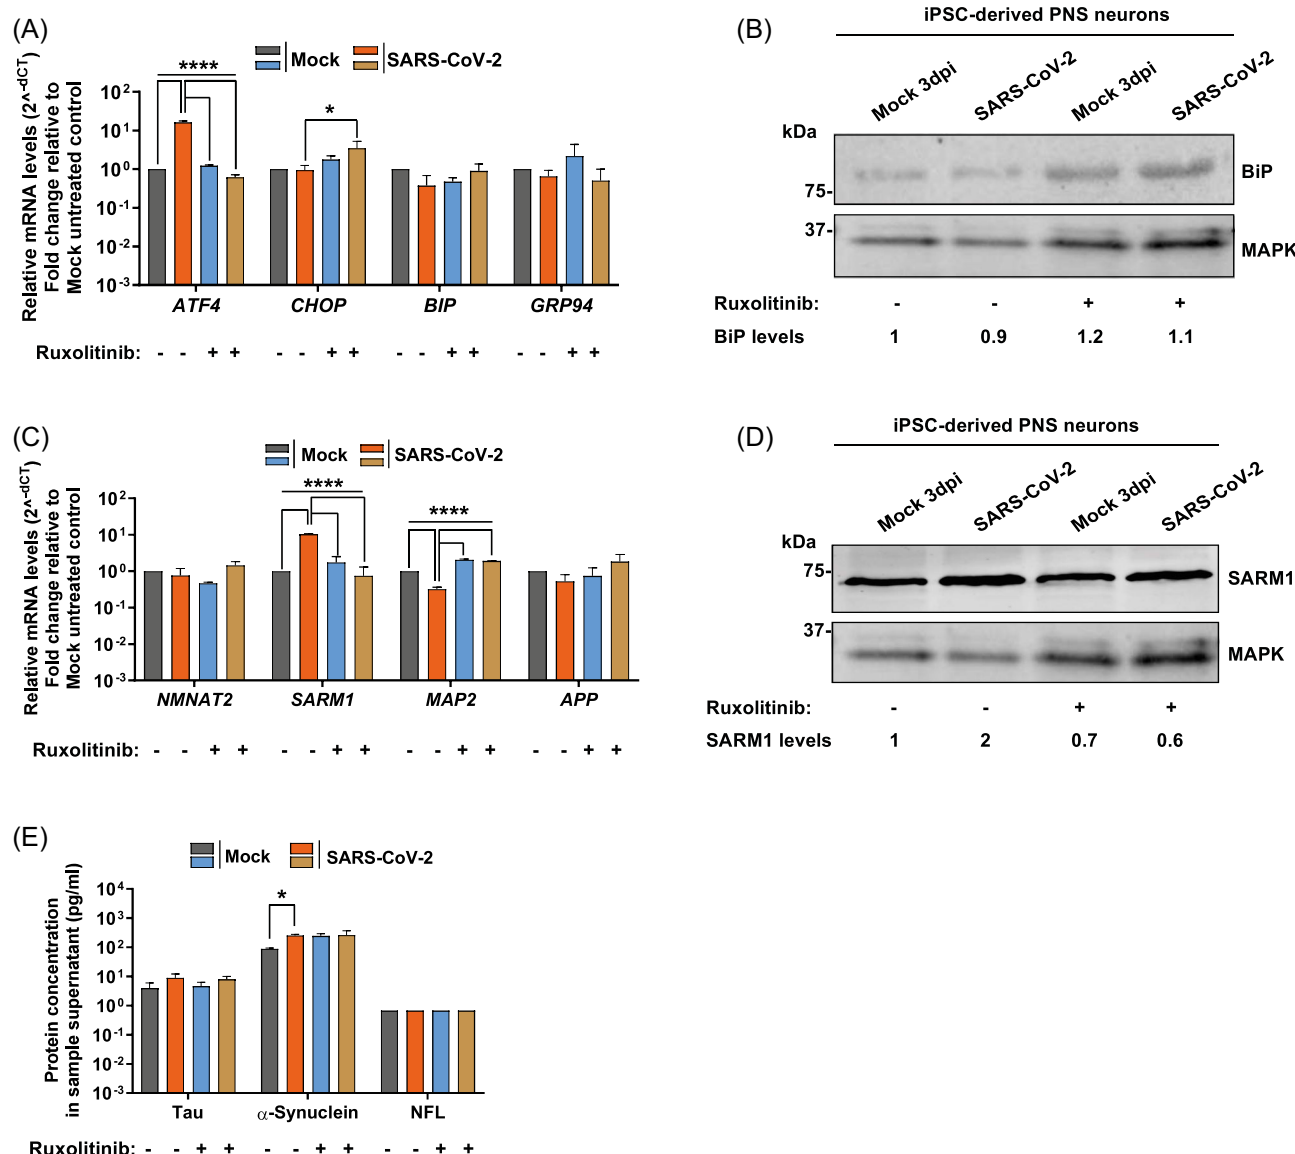 (A)
Mock
SARS-CoV-2
Relative mRNA levels (2^-dCT)
Fold change relative to
Mock untreated control
****
*
10²
10¹
10⁰
10⁻¹
10⁻²
10⁻³
ATF4 CHOP BIP GRP94
Ruxolitinib: - - + + - - + + - - + + - - + +
(B)
iPSC-derived PNS neurons
Mock 3dpi SARS-CoV-2 Mock 3dpi SARS-CoV-2
kDa
BiP
75-
37-
MAPK
Ruxolitinib: - - + +
BiP levels 1 0.9 1.2 1.1
(C)
Mock
SARS-CoV-2
Relative mRNA levels (2^-dCT)
Fold change relative to
Mock untreated control
****
****
10²
10¹
10⁰
10⁻¹
10⁻²
10⁻³
NMNAT2 SARM1 MAP2 APP
Ruxolitinib: - - + + - - + + - - + + - - + +
(D)
iPSC-derived PNS neurons
Mock 3dpi SARS-CoV-2 Mock 3dpi SARS-CoV-2
kDa
75-
SARM1
37-
MAPK
Ruxolitinib: - - + +
SARM1 levels 1 2 0.7 0.6
(E)
Mock
SARS-CoV-2
Protein concentration
in sample supernatant (pg/ml)
*
10⁴
10³
10²
10¹
10⁰
10⁻¹
10⁻²
10⁻³
Tau α-Synuclein NFL
Ruxolitinib: - - + + - - + + - - + +